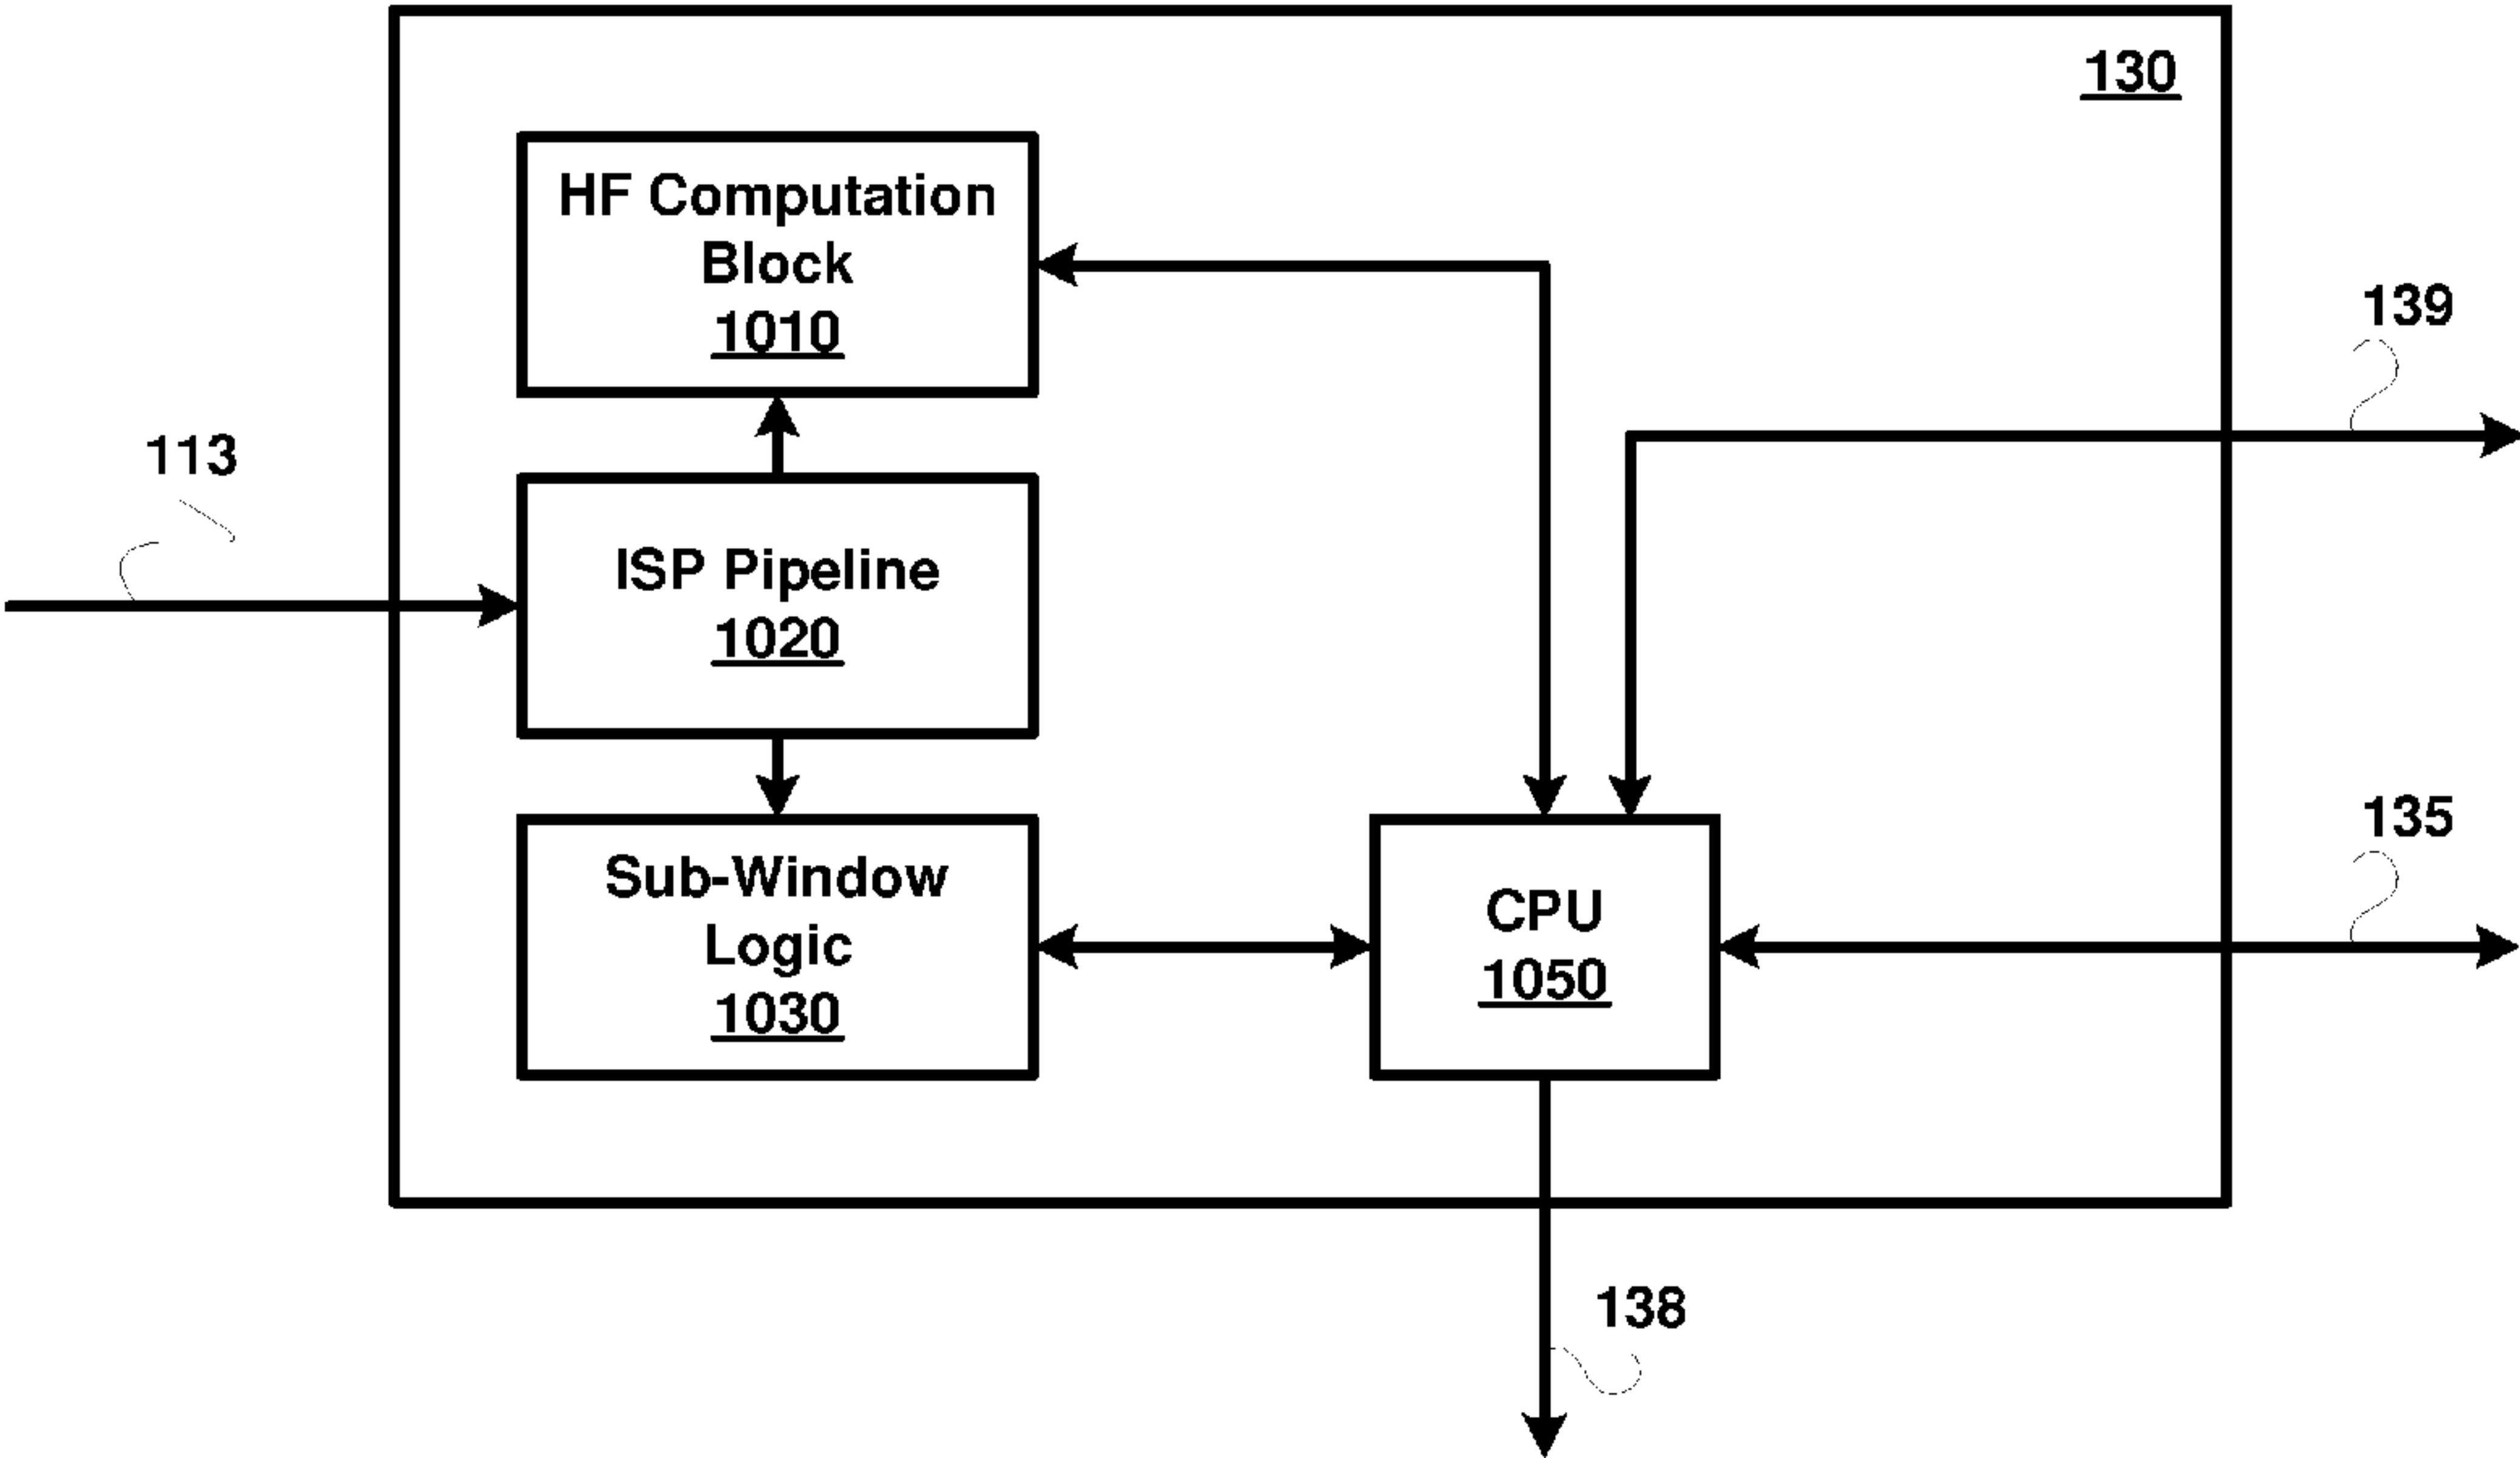 130
HF Computation
Block
1010
139
113
ISP Pipeline
1020
135
Sub-Window
Logic
1030
CPU
1050
138